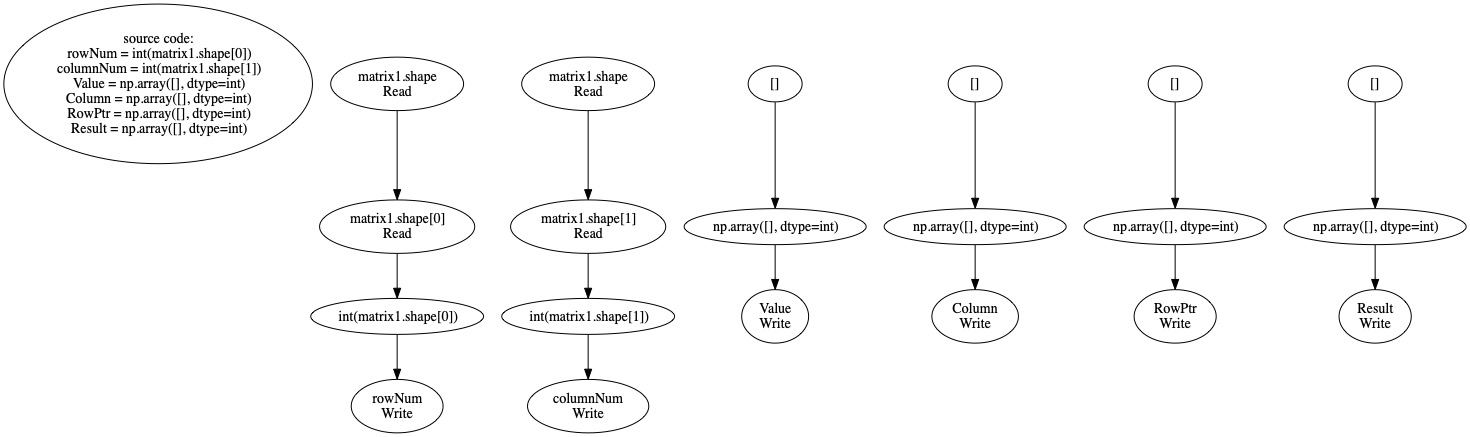 source code:
rowNum = int(matrix1.shape[0])
columnNum = int(matrix1.shape[1])
Value = np.array([], dtype=int)
Column = np.array([], dtype=int)
RowPtr = np.array([], dtype=int)
Result = np.array([], dtype=int)
matrix1.shape
Read
matrix1.shape
Read
[]
[]
[]
[]
matrix1.shape[0]
Read
matrix1.shape[1]
Read
np.array([], dtype=int)
np.array([], dtype=int)
np.array([], dtype=int)
np.array([], dtype=int)
int(matrix1.shape[0])
int(matrix1.shape[1])
Value
Write
Column
Write
RowPtr
Write
Result
Write
rowNum
Write
columnNum
Write